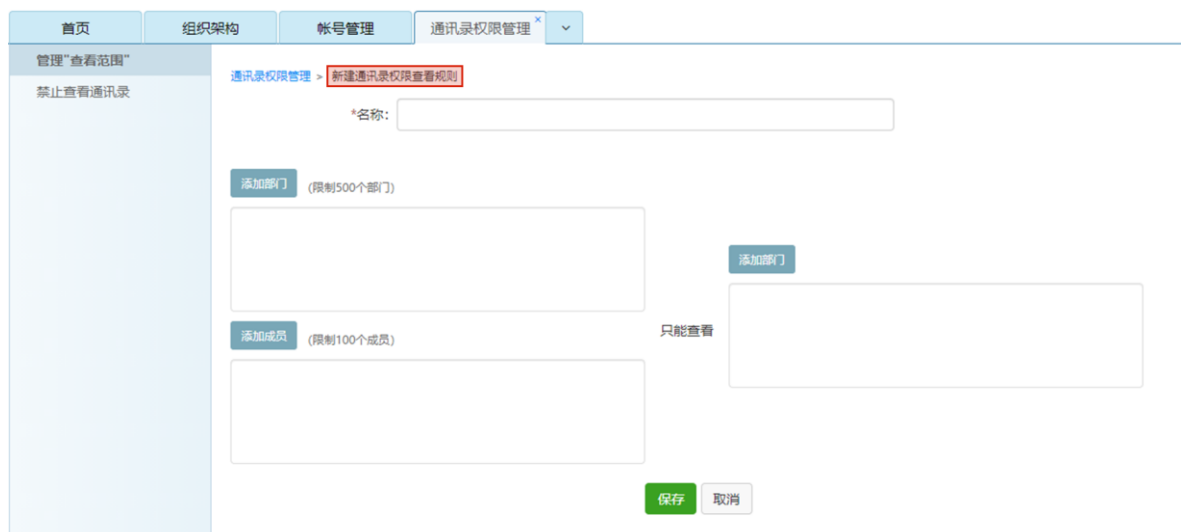 首页 组织架构 帐号管理 通讯录权限管理 ×
管理"查看范围"
禁止查看通讯录
通讯录权限管理 > 新建通讯录权限查看规则
*名称：
添加部门 (限制500个部门)
添加部门
只能查看
添加成员 (限制100个成员)
保存 取消